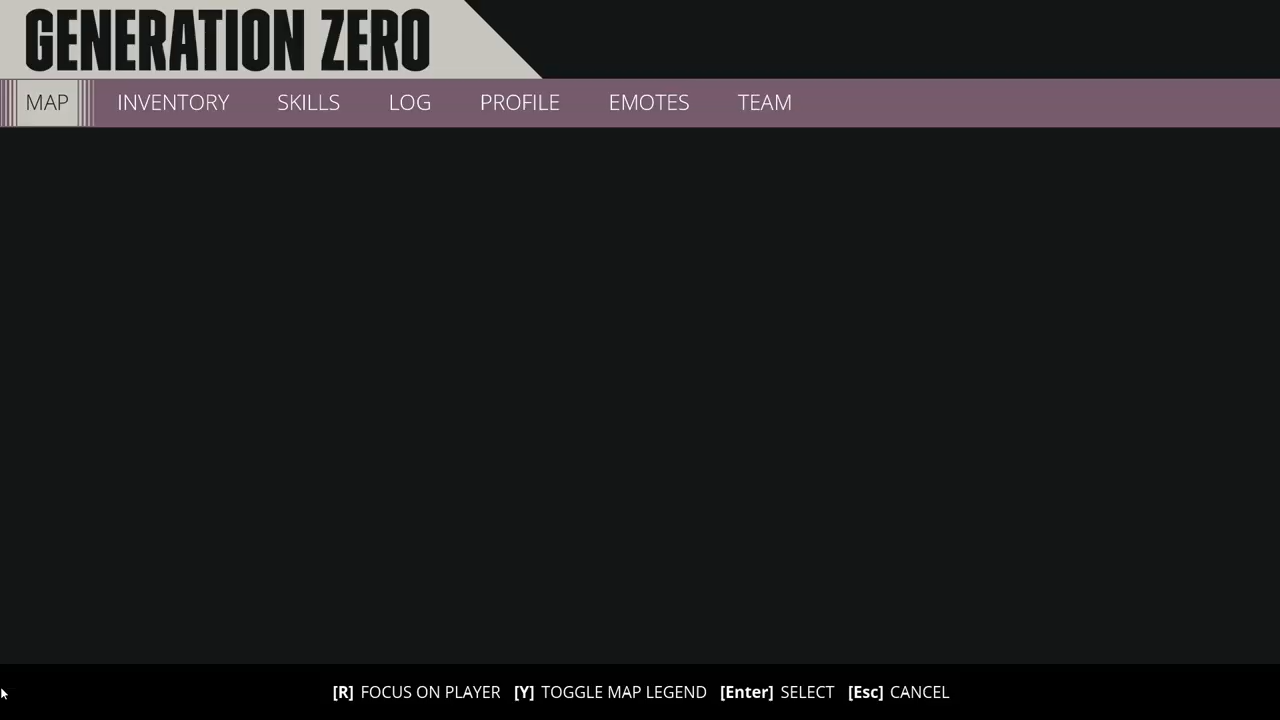 GENERATION ZERO
MAP INVENTORY SKILLS LOG PROFILE EMOTES TEAM
[R] FOCUS ON PLAYER [Y] TOGGLE MAP LEGEND [Enter] SELECT [Esc] CANCEL